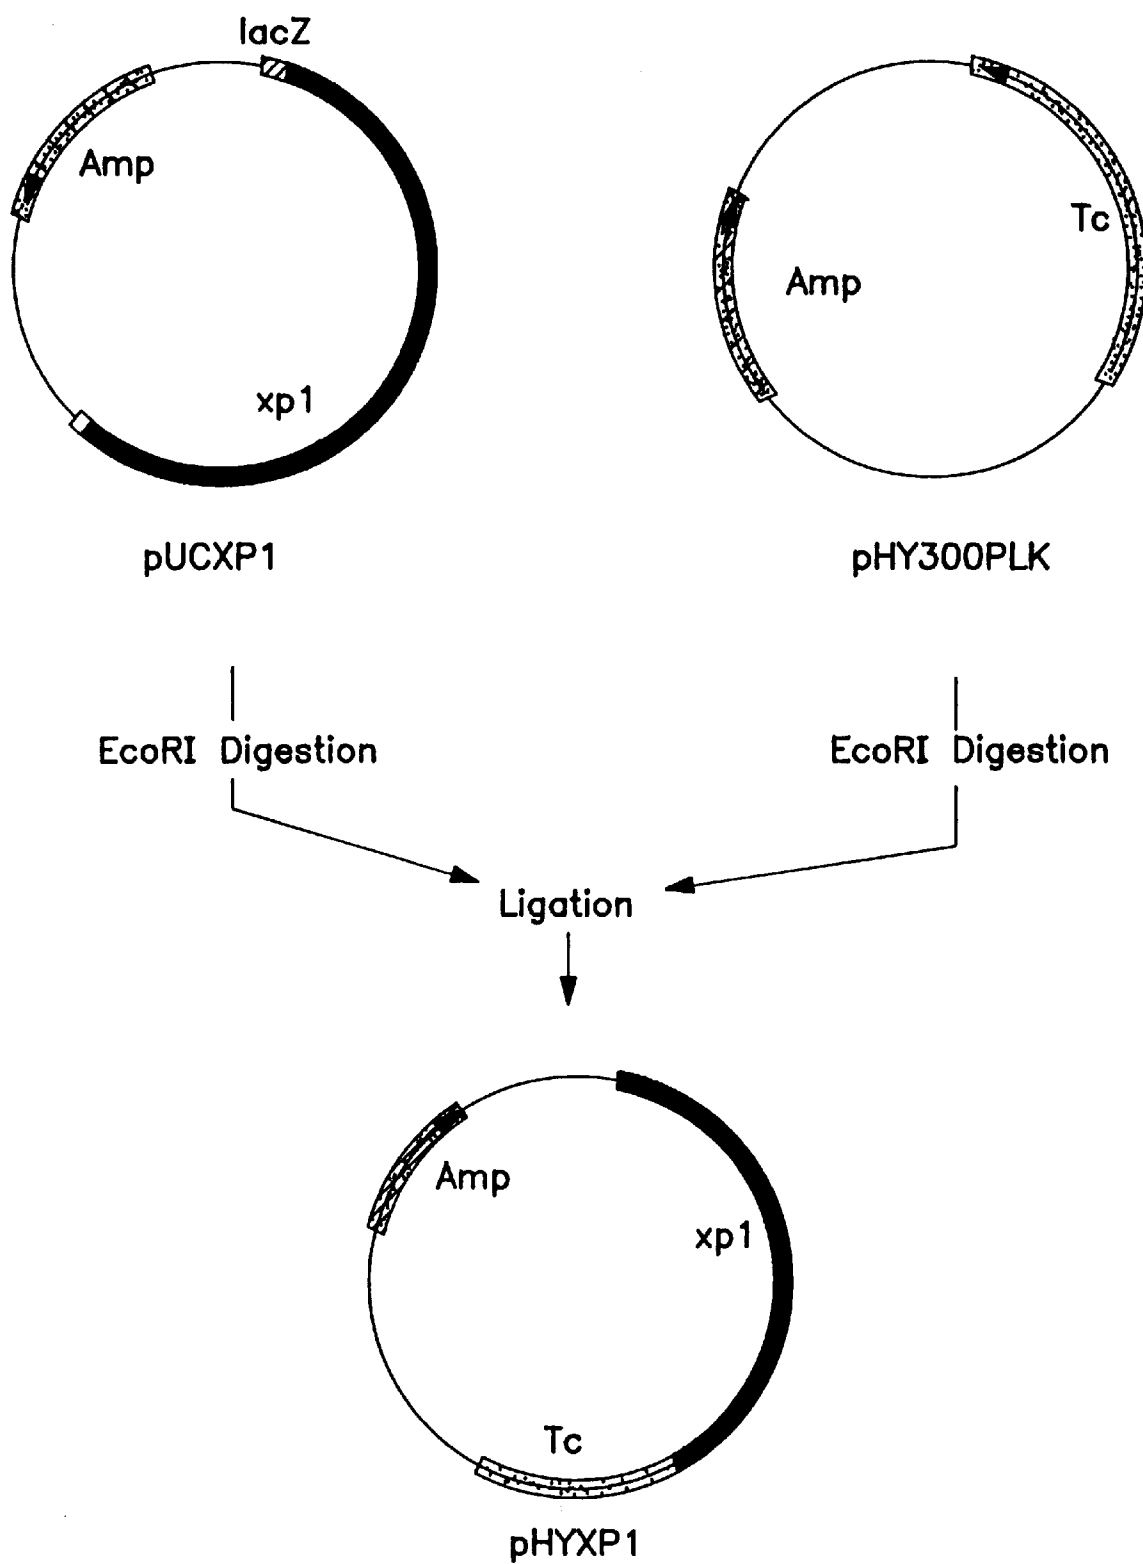 lacZ
Amp
xp1
pUCXP1
Tc
Amp
pHY300PLK
EcoRI Digestion
EcoRI Digestion
Ligation
Amp
xp1
Tc
pHYXP1